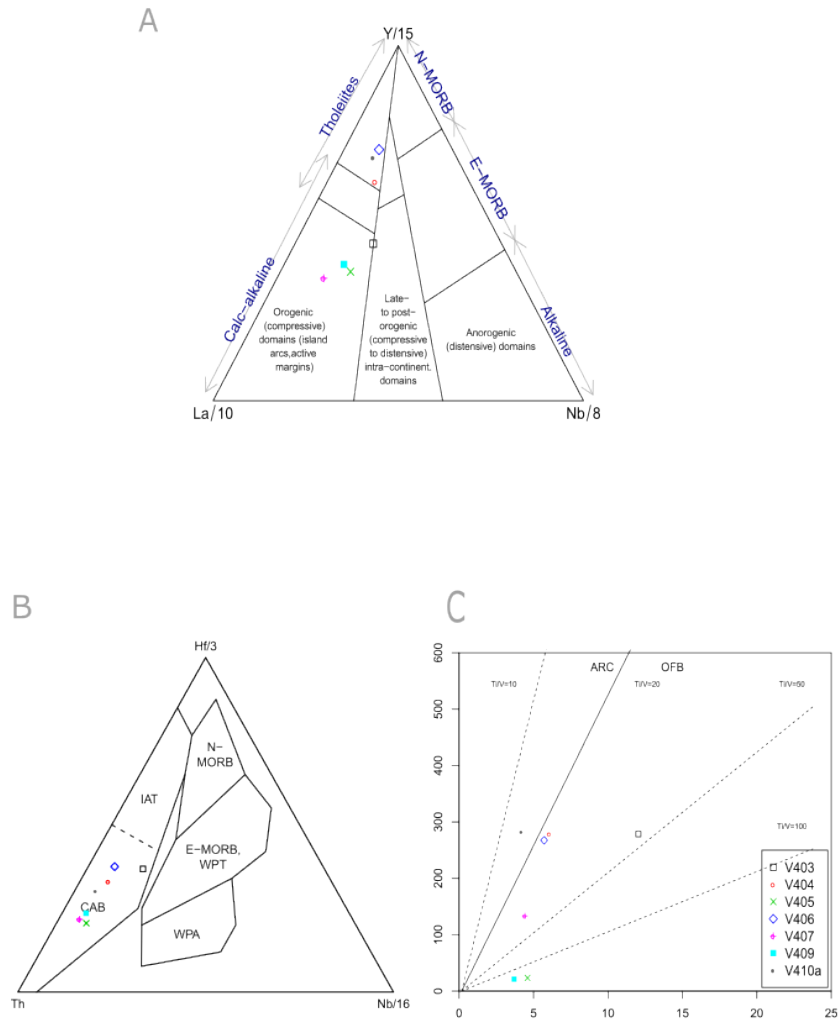 A
Y/15
Tholeiites
N−MORB
E−MORB
Calc−alkaline
Alkaline
Orogenic
(compressive)
domains (island
arcs,active
margins)
Late−
to post−
orogenic
(compressive
to distensive)
intra−continent.
domains
Anorogenic
(distensive) domains
La/10
Nb/8
B
Hf/3
N−
MORB
IAT
E−MORB,
WPT
CAB
WPA
Th
Nb/16
C
600
500
400
300
200
100
0
ARC
OFB
Ti/V=10
Ti/V=20
Ti/V=50
Ti/V=100
V403
V404
V405
V406
V407
V409
V410a
0
5
10
15
20
25